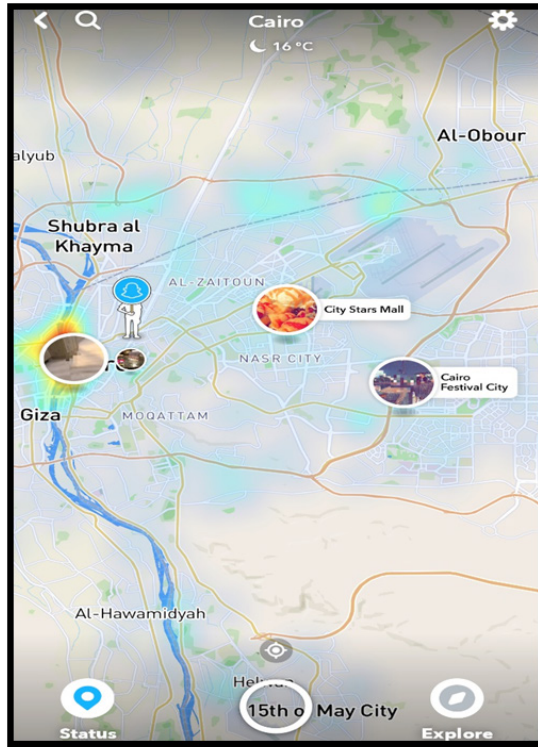 Cairo
16 °C
Al-Obour
alyub
Shubra al
Khayma
AL-ZAITOUN
City Stars Mall
NASR CITY
Cairo
Festival City
Giza
MOQATTAM
Al-Hawamidyah
15th o May City
Status
Explore